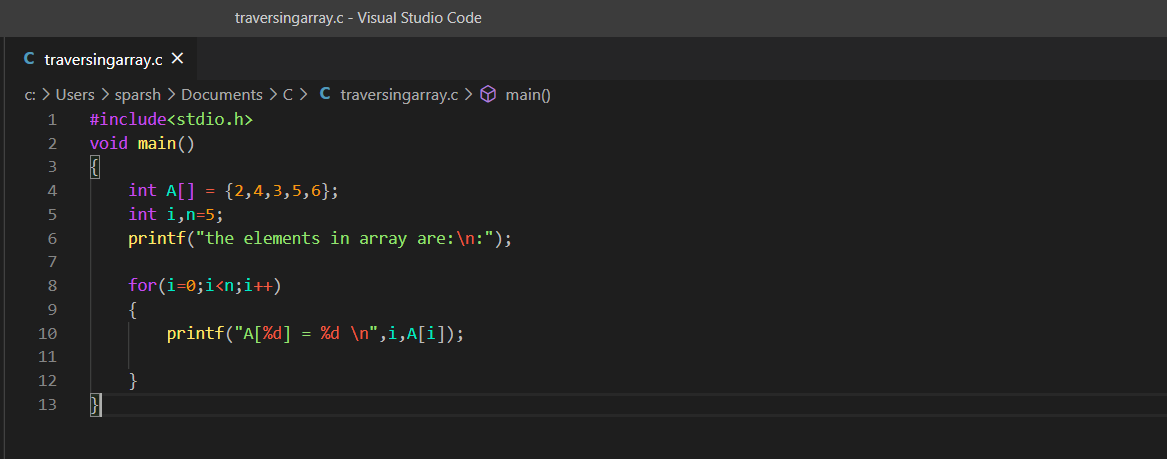 traversingarray.c - Visual Studio Code
C traversingarray.c ×
c: > Users > sparsh > Documents > C > C traversingarray.c > main()
1 #include<stdio.h>
2 void main()
3 {
4     int A[] = {2,4,3,5,6};
5     int i,n=5;
6     printf("the elements in array are:\n:");
7
8     for(i=0;i<n;i++)
9     {
10         printf("A[%d] = %d \n",i,A[i]);
11
12     }
13 }